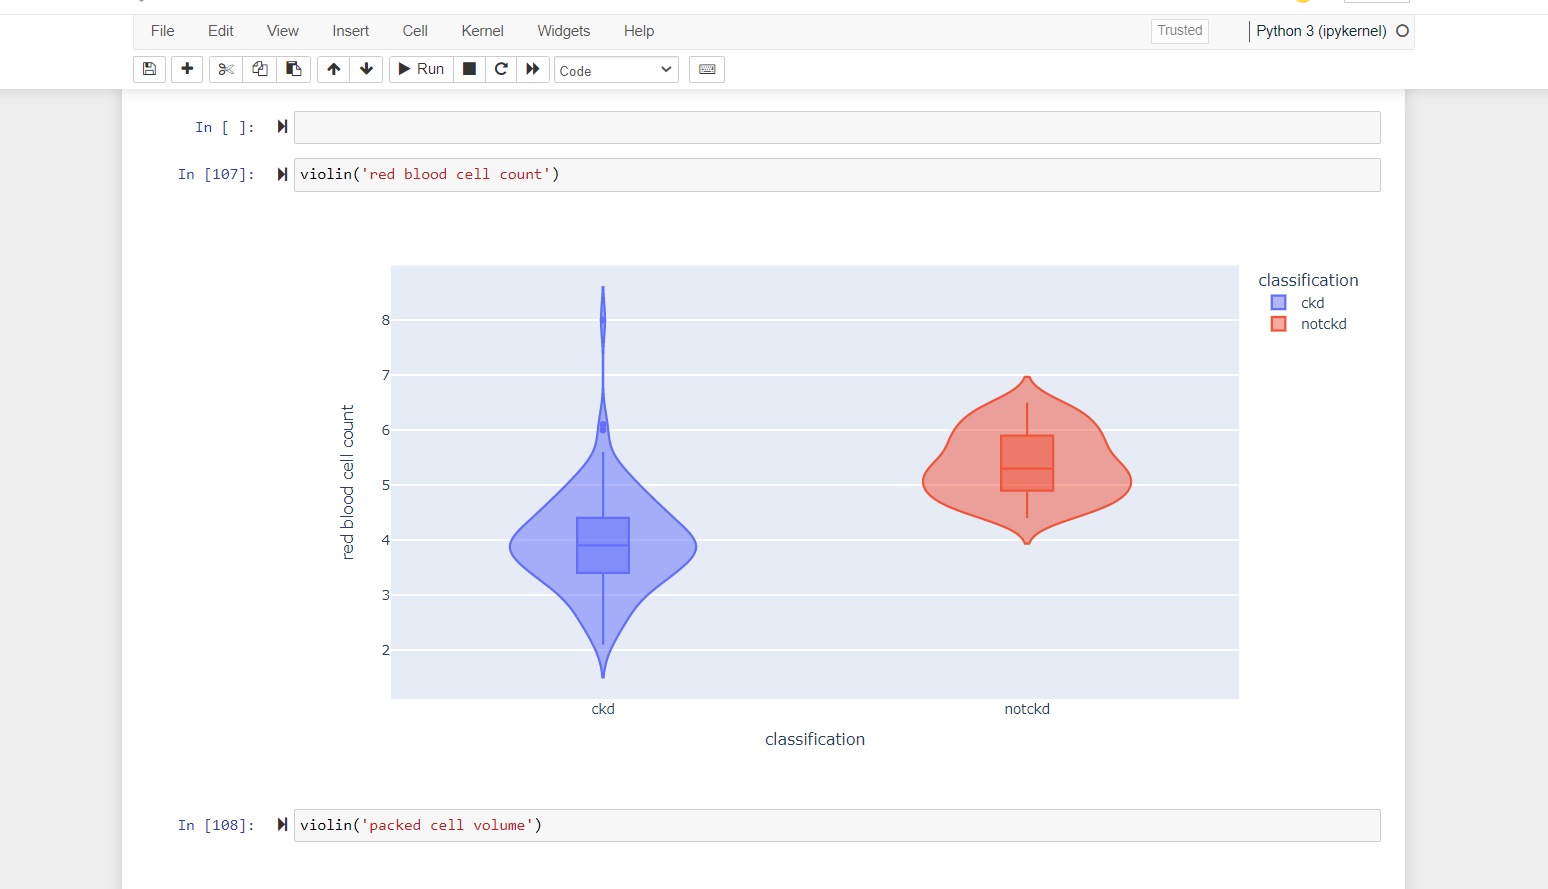 File Edit View Insert Cell Kernel Widgets Help Trusted Python 3 (ipykernel)
Run Code
In [ ]:
In [107]: violin('red blood cell count')
classification
ckd
notckd
8
7
6
5
4
3
2
red blood cell count
ckd notckd
classification
In [108]: violin('packed cell volume')